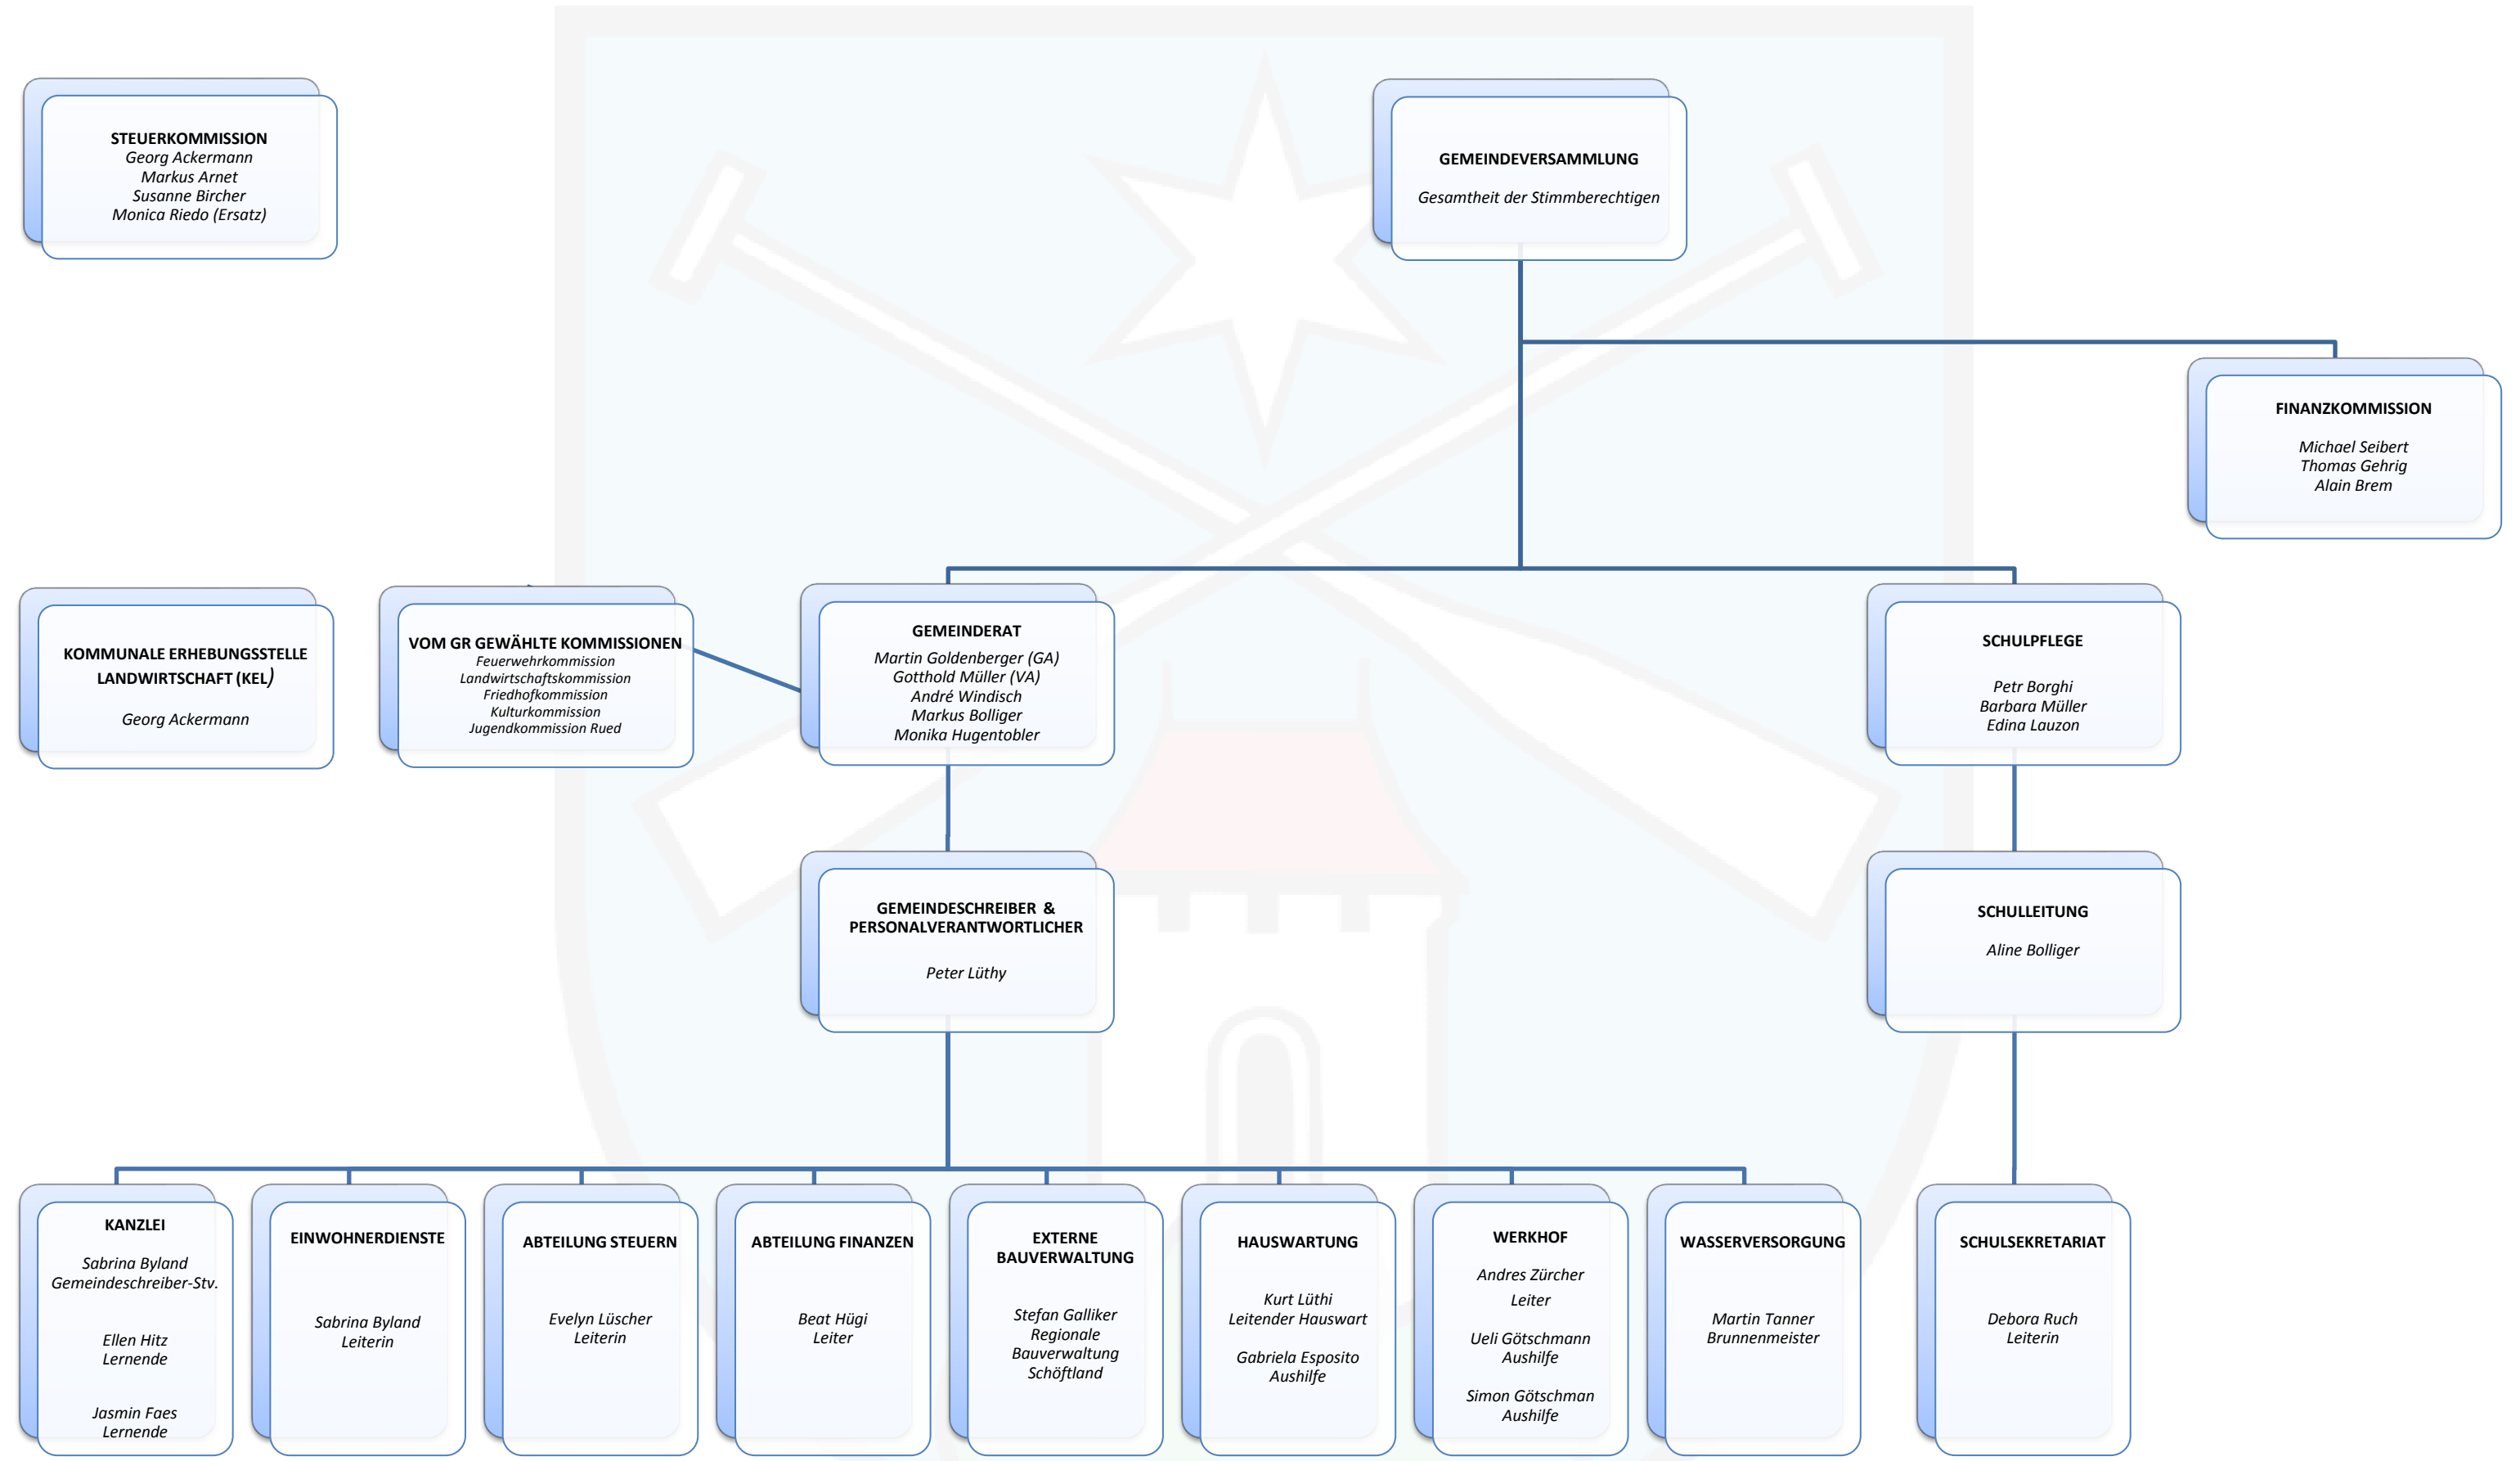 STEUERKOMMISSION
Georg Ackermann
Markus Arnet
Susanne Bircher
Monica Riedo (Ersatz)
GEMEINDEVERSAMMLUNG
Gesamtheit der Stimmberechtigen
FINANZKOMMISSION
Michael Seibert
Thomas Gehrig
Alain Brem
KOMMUNALE ERHEBUNGSSTELLE
LANDWIRTSCHAFT (KEL)
Georg Ackermann
VOM GR GEWÄHLTE KOMMISSIONEN
Feuerwehrkommission
Landwirtschaftskommission
Friedhofkommission
Kulturkommission
Jugendkommission Rued
GEMEINDERAT
Martin Goldenberger (GA)
Gotthold Müller (VA)
André Windisch
Markus Bolliger
Monika Hugentobler
SCHULPFLEGE
Petr Borghi
Barbara Müller
Edina Lauzon
GEMEINDESCHREIBER &
PERSONALVERANTWORTLICHER
Peter Lüthy
SCHULLEITUNG
Aline Bolliger
KANZLEI
Sabrina Byland
Gemeindeschreiber-Stv.
Ellen Hitz
Lernende
Jasmin Faes
Lernende
EINWOHNERDIENSTE
Sabrina Byland
Leiterin
ABTEILUNG STEUERN
Evelyn Lüscher
Leiterin
ABTEILUNG FINANZEN
Beat Hügi
Leiter
EXTERNE
BAUVERWALTUNG
Stefan Galliker
Regionale
Bauverwaltung
Schöftland
HAUSWARTUNG
Kurt Lüthi
Leitender Hauswart
Gabriela Esposito
Aushilfe
WERKHOF
Andres Zürcher
Leiter
Ueli Götschmann
Aushilfe
Simon Götschman
Aushilfe
WASSERVERSORGUNG
Martin Tanner
Brunnenmeister
SCHULSEKRETARIAT
Debora Ruch
Leiterin